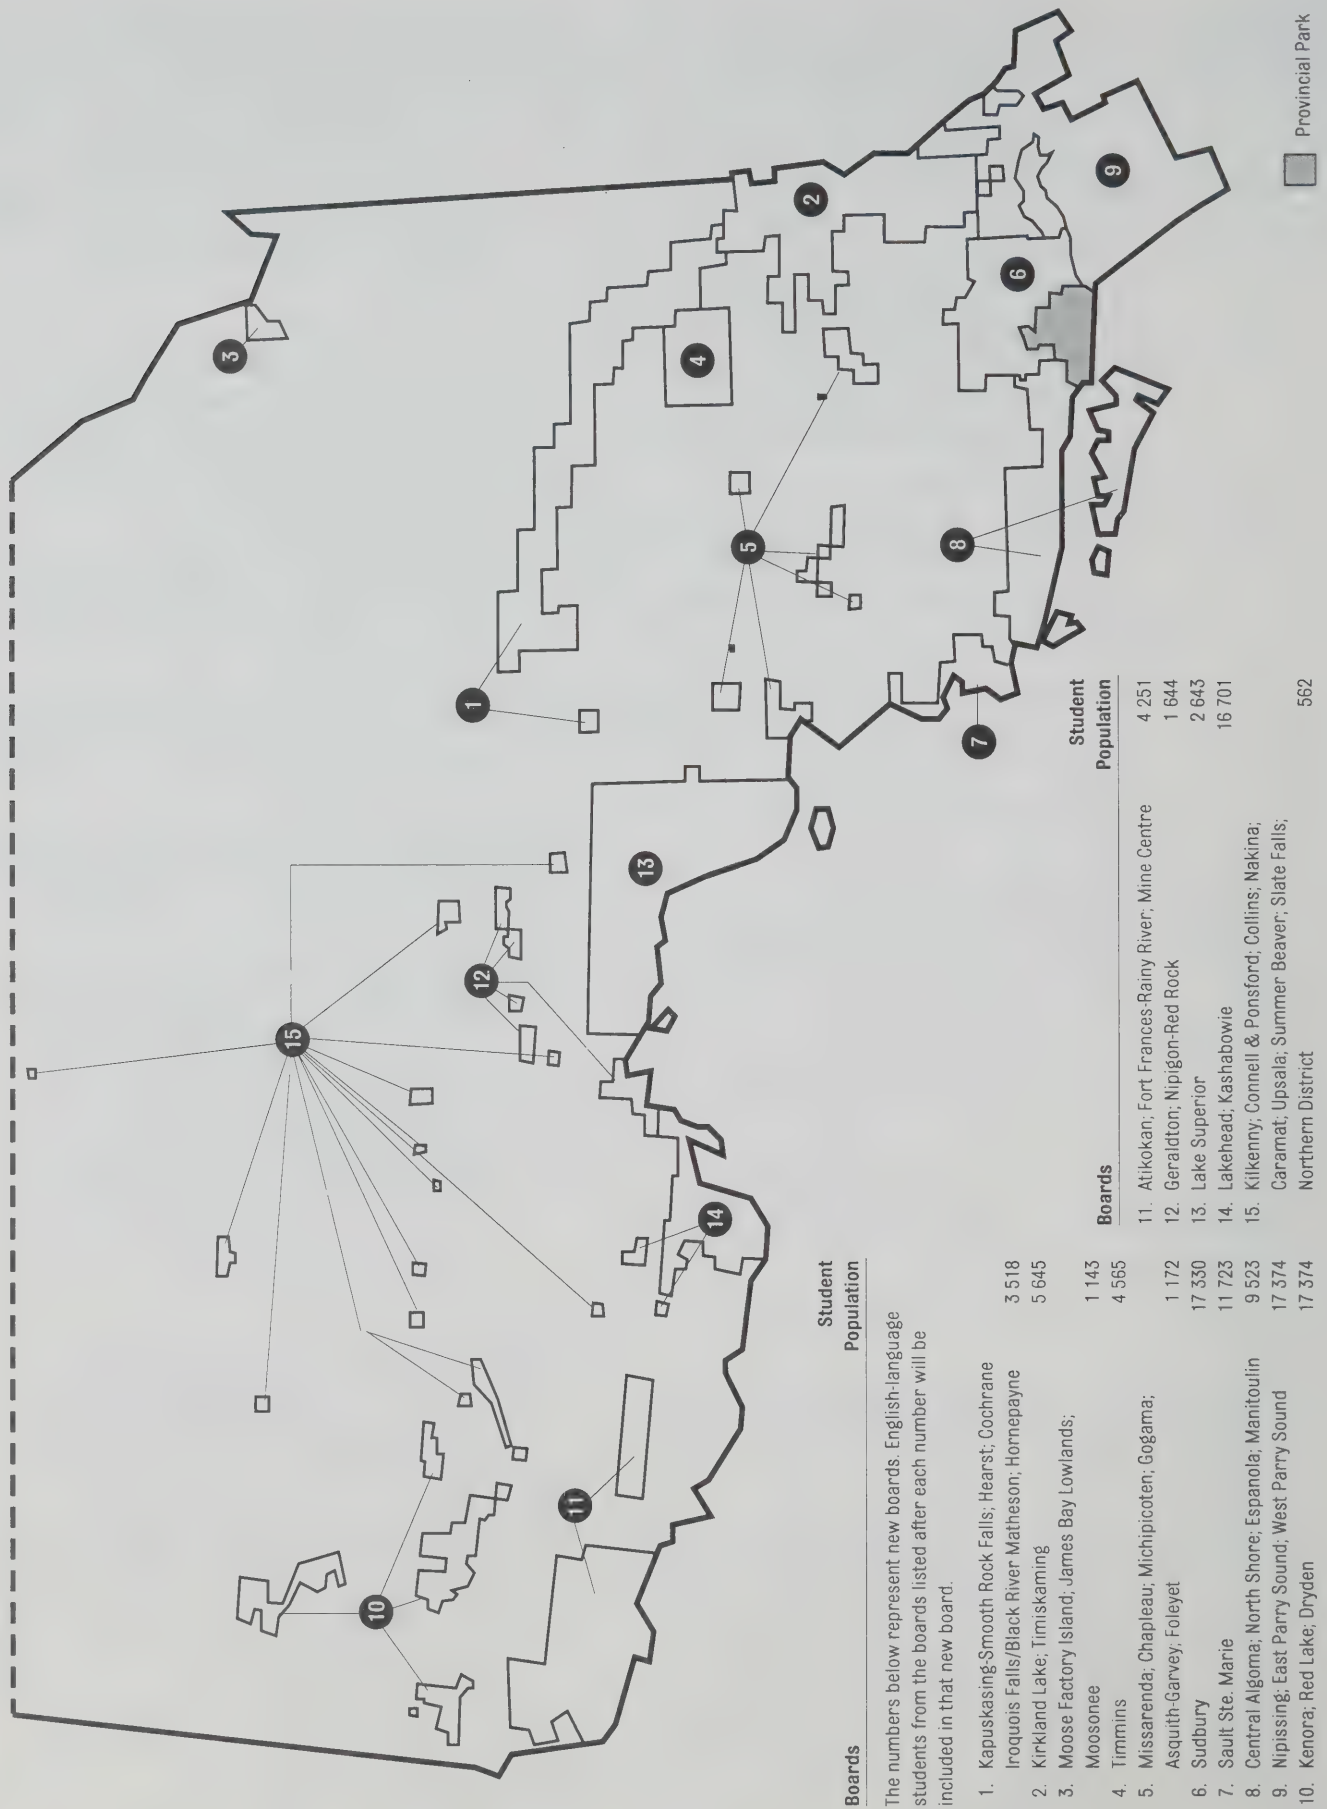 3
1
2
4
5
6
9
7
8
15
12
13
10
11
14
Provincial Park
Boards Student Population
The numbers below represent new boards. English-language
students from the boards listed after each number will be
included in that new board.
1. Kapuskasing-Smooth Rock Falls; Hearst; Cochrane
Iroquois Falls/Black River Matheson; Hornepayne 3 518
2. Kirkland Lake; Timiskaming 5 645
3. Moose Factory Island; James Bay Lowlands;
Moosonee 1 143
4. Timmins 4 565
5. Missarenda; Chapleau; Michipicoten; Gogama;
Asquith-Garvey; Foleyet 1 172
6. Sudbury 17 330
7. Sault Ste. Marie 11 723
8. Central Algoma; North Shore; Espanola; Manitoulin 9 523
9. Nipissing; East Parry Sound; West Parry Sound 17 374
10. Kenora; Red Lake; Dryden 17 374
Boards Student Population
11. Atikokan; Fort Frances-Rainy River; Mine Centre 4 251
12. Geraldton; Nipigon-Red Rock 1 644
13. Lake Superior 2 643
14. Lakehead; Kashabowie 16 701
15. Kilkenny; Connell & Ponsford; Collins; Nakina;
Caramat; Upsala; Summer Beaver; Slate Falls;
Northern District 562